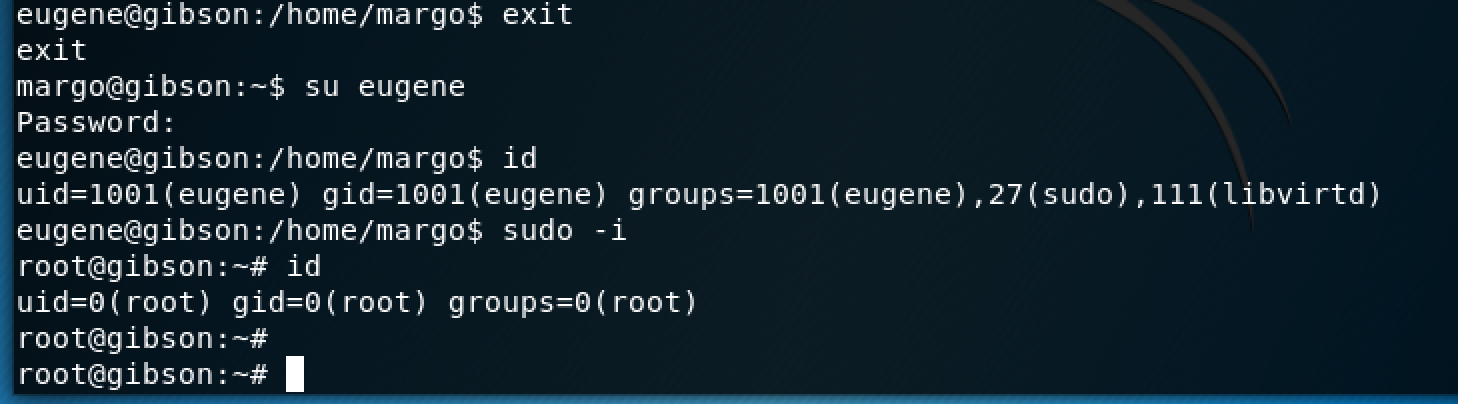 eugene@gibson:/home/margo$ exit
exit
margo@gibson:~$ su eugene
Password:
eugene@gibson:/home/margo$ id
uid=1001(eugene) gid=1001(eugene) groups=1001(eugene),27(sudo),111(libvirtd)
eugene@gibson:/home/margo$ sudo -i
root@gibson:~# id
uid=0(root) gid=0(root) groups=0(root)
root@gibson:~#
root@gibson:~#